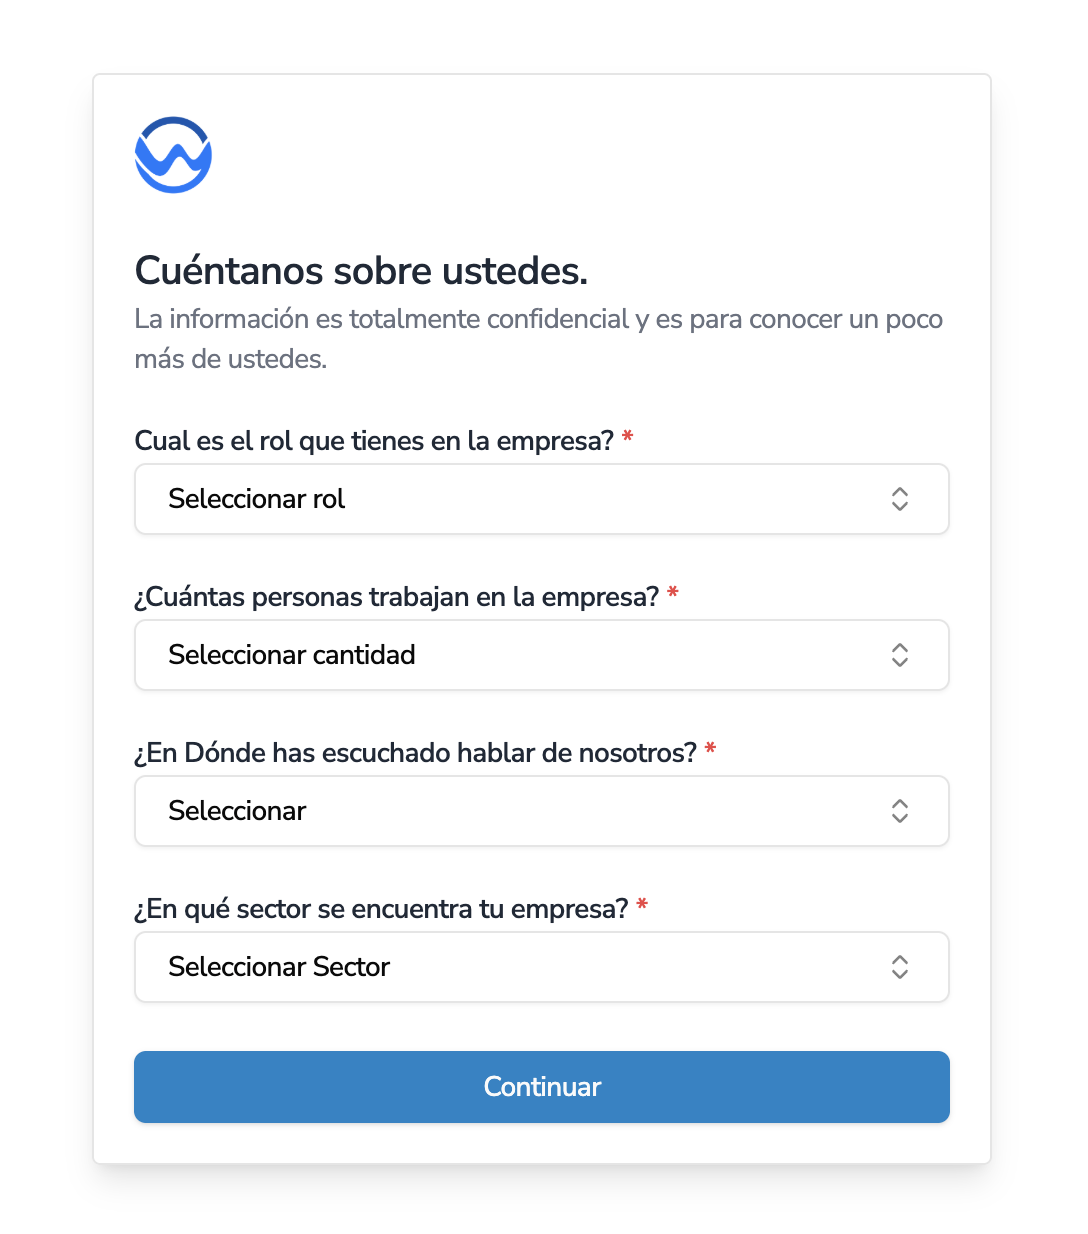 Cuéntanos sobre ustedes.
La información es totalmente confidencial y es para conocer un poco
más de ustedes.
Cual es el rol que tienes en la empresa? *
Seleccionar rol
¿Cuántas personas trabajan en la empresa? *
Seleccionar cantidad
¿En Dónde has escuchado hablar de nosotros? *
Seleccionar
¿En qué sector se encuentra tu empresa? *
Seleccionar Sector
Continuar